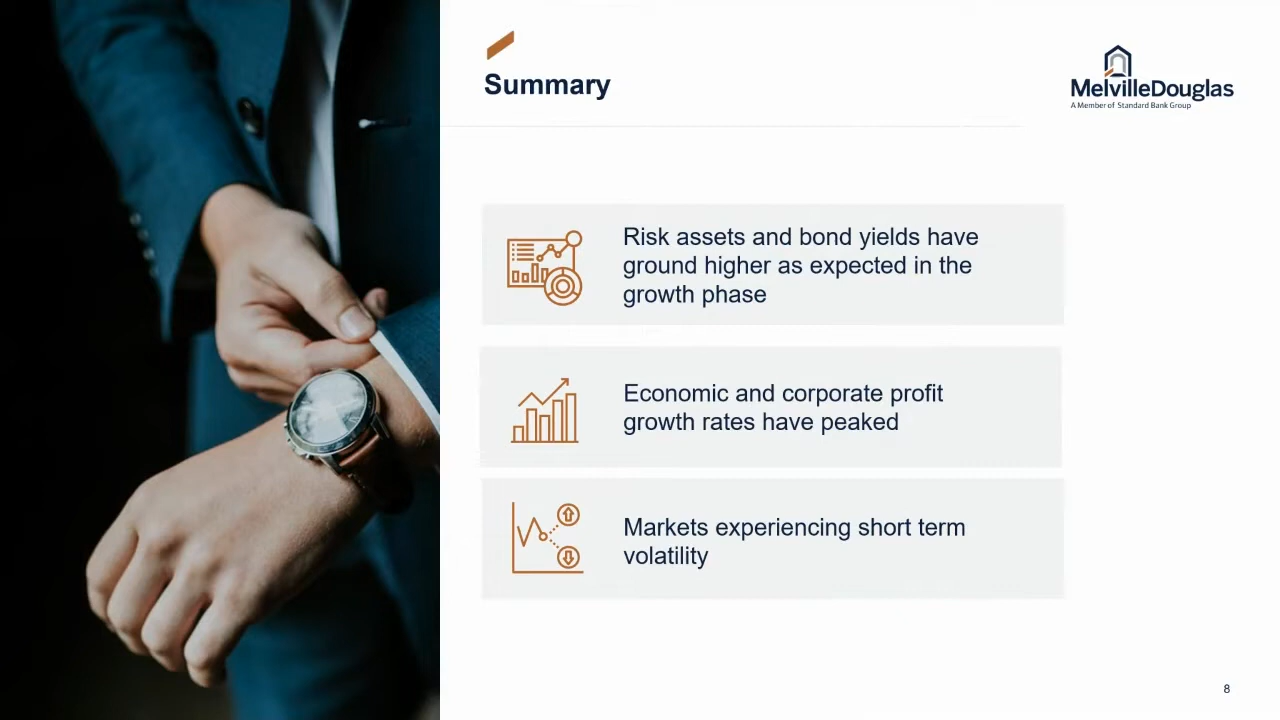 Summary
MelvilleDouglas
A Member of Standard Bank Group
Risk assets and bond yields have
ground higher as expected in the
growth phase
Economic and corporate profit
growth rates have peaked
Markets experiencing short term
volatility
8